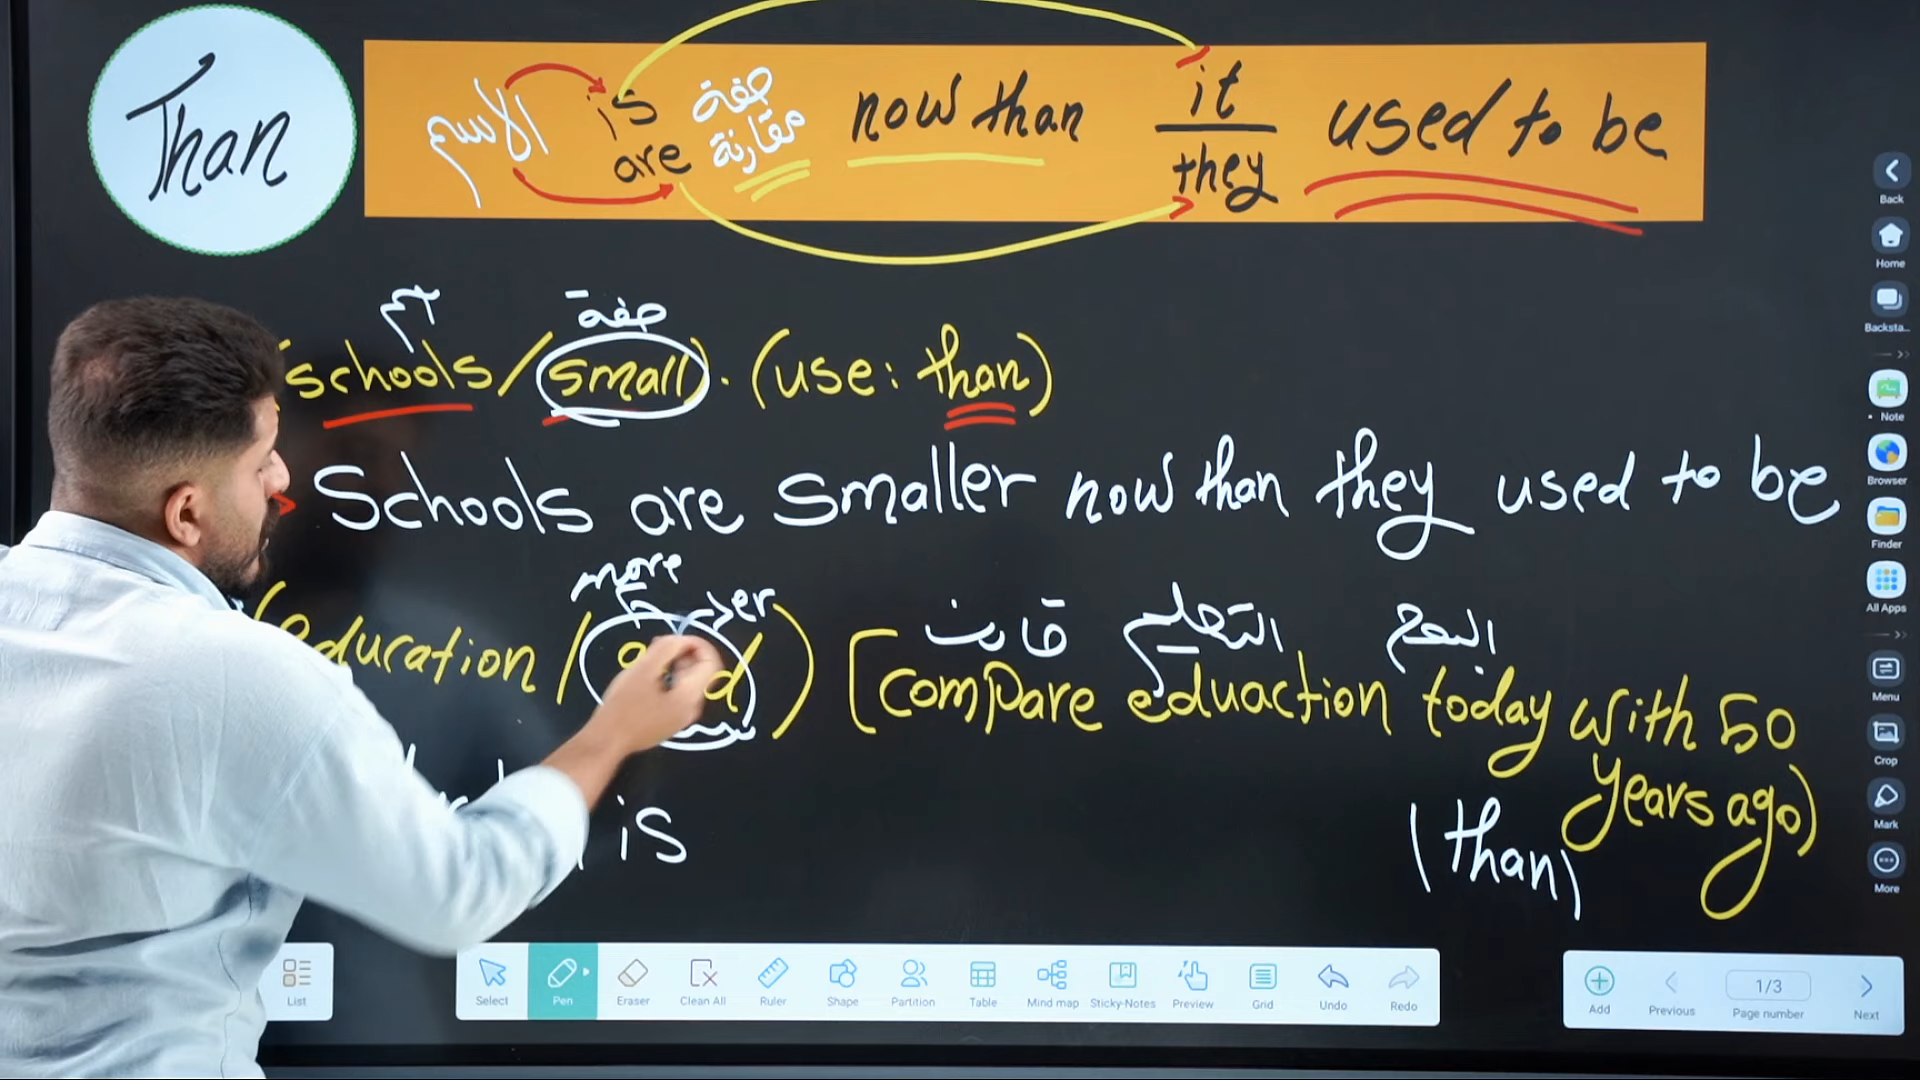 Than
الاسم is صفة now than it used to be
are مقارنة they
اسم صفة
schools / small). (use: than)
Schools are smaller now than they used to be
more er
قارن التعليم
education / ) [compare eduaction today with 50
years ago)
is (than)
Back
Home
Backsta...
Note
Browser
Finder
All Apps
Menu
Crop
Mark
More
List Select Pen Eraser Clean All Ruler Shape Partition Table Mind map Sticky-Notes Preview Grid Undo Redo
Add Previous 1/3 Page number Next